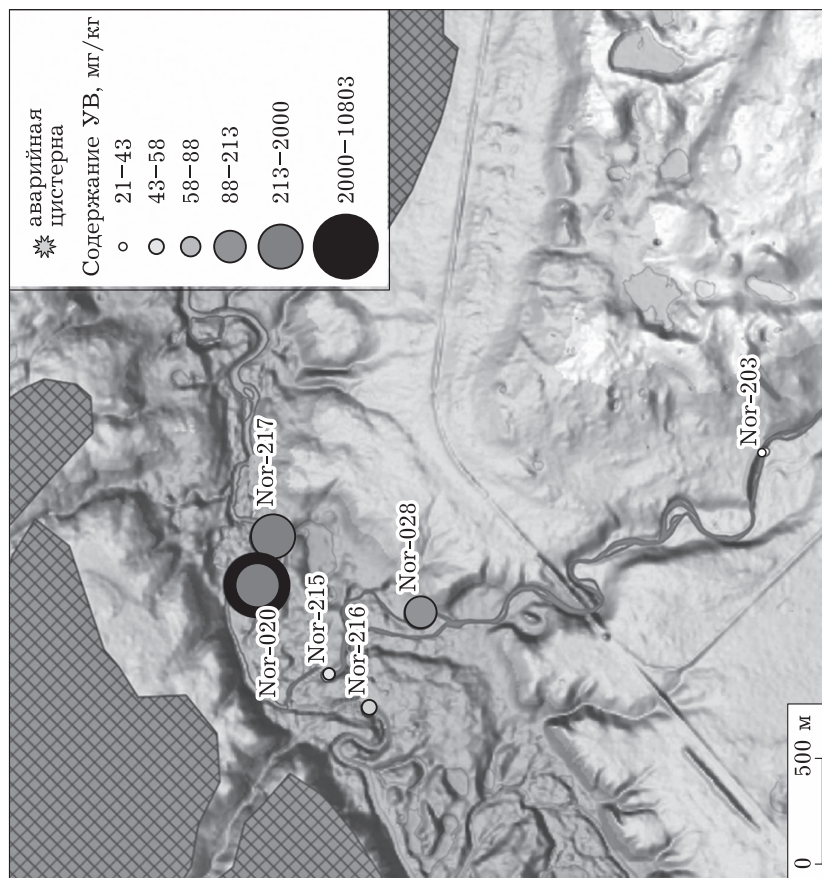 аварийная
цистерна
Содержание УВ, мг/кг
21–43
43–58
58–88
88–213
213–2000
2000–10803
Nor-217
Nor-020
Nor-215
Nor-216
Nor-028
Nor-203
0
500 м